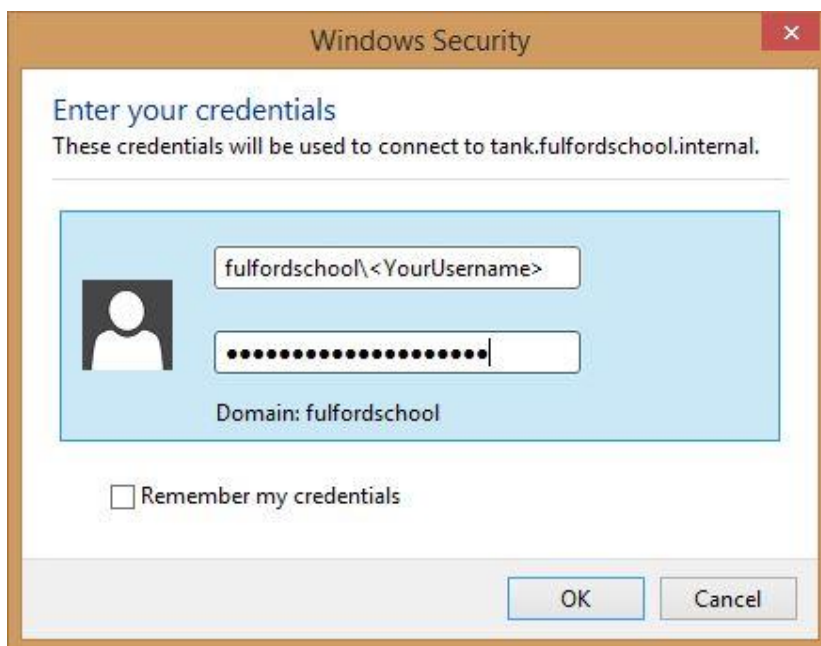 Windows Security
Enter your credentials
These credentials will be used to connect to tank.fulfordschool.internal.
fulfordschool\<YourUsername>
●●●●●●●●●●●●●●●●●●●●
Domain: fulfordschool
Remember my credentials
OK
Cancel